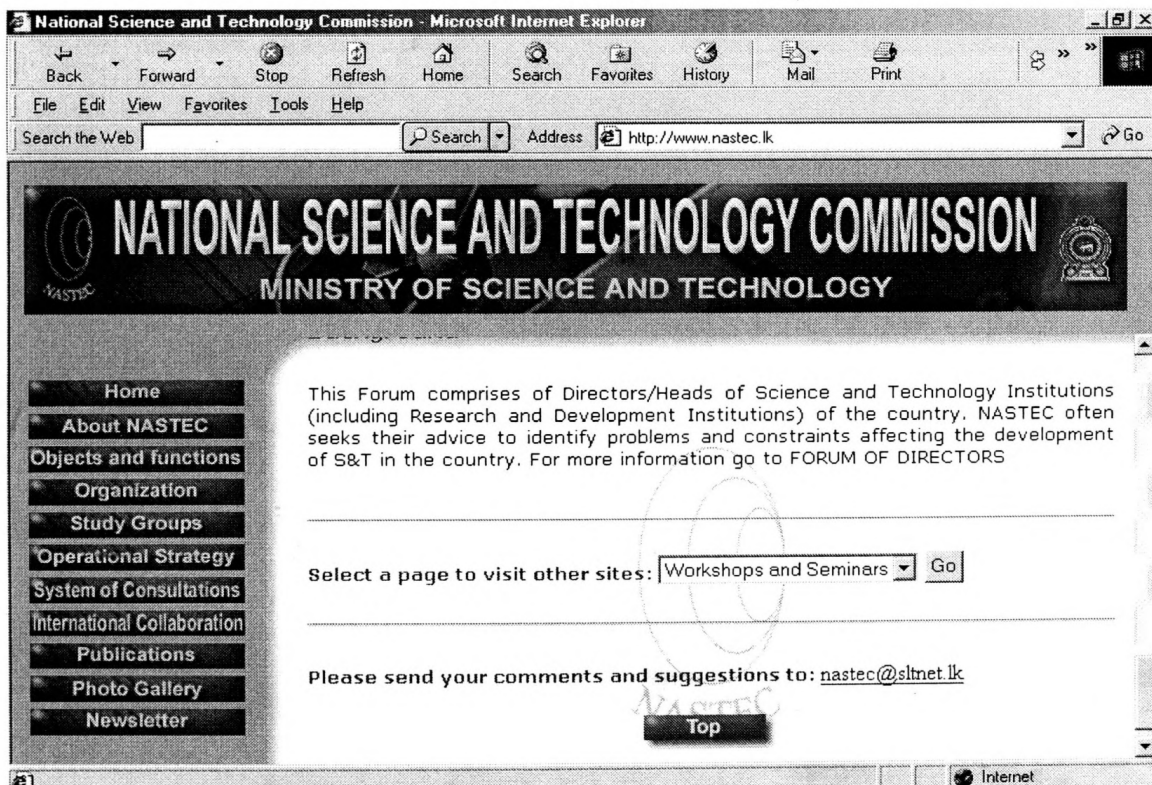 National Science and Technology Commission - Microsoft Internet Explorer
Back Forward Stop Refresh Home Search Favorites History Mail Print » »
File Edit View Favorites Tools Help
Search the Web Search Address http://www.nastec.lk Go
NATIONAL SCIENCE AND TECHNOLOGY COMMISSION
MINISTRY OF SCIENCE AND TECHNOLOGY
NASTEC
Home
About NASTEC
Objects and functions
Organization
Study Groups
Operational Strategy
System of Consultations
International Collaboration
Publications
Photo Gallery
Newsletter
This Forum comprises of Directors/Heads of Science and Technology Institutions
(including Research and Development Institutions) of the country. NASTEC often
seeks their advice to identify problems and constraints affecting the development
of S&T in the country. For more information go to FORUM OF DIRECTORS
Select a page to visit other sites: Workshops and Seminars Go
Please send your comments and suggestions to: nastec@sltnet.lk
NASTEC
Top
Internet